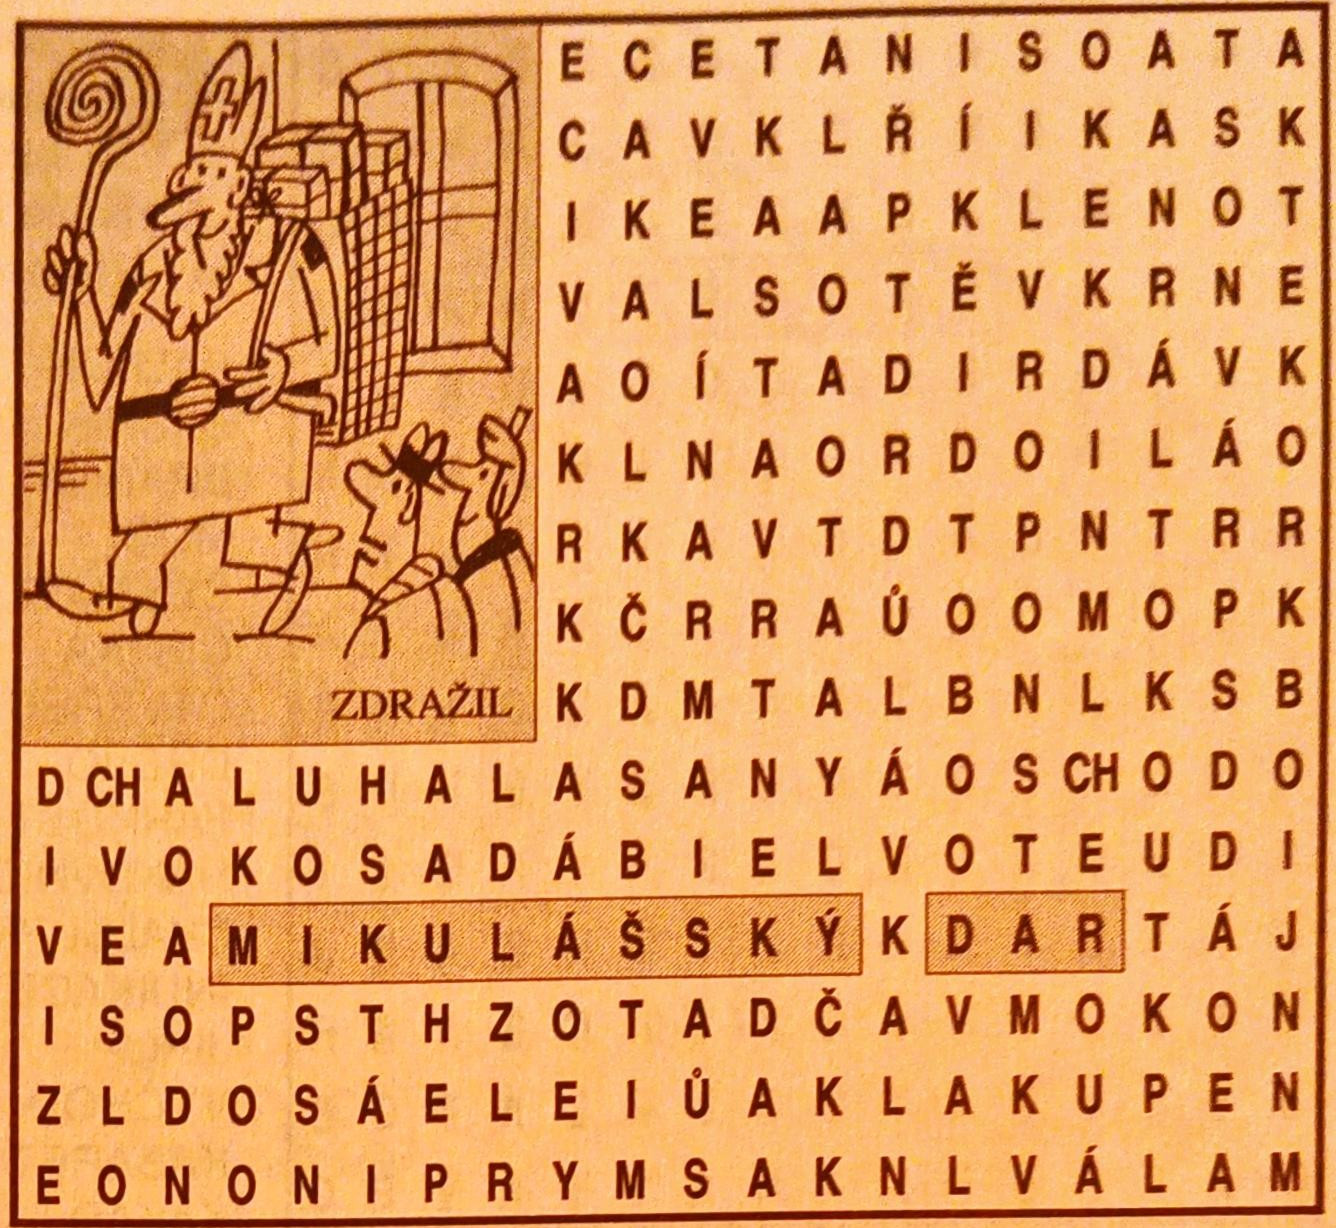 E C E T A N I S O A T A
C A V K L Ř Í I K A S K
I K E A A P K L E N O T
V A L S O T Ě V K R N E
A O Í T A D I R D Á V K
K L N A O R D O I L Á O
R K A V T D T P N T R R
K Č R R A Ů O O M O P K
ZDRAŽIL K D M T A L B N L K S B
D CH A L U H A L A S A N Y Á O S CH O D O
I V O K O S A D Á B I E L V O T E U D I
V E A M I K U L Á Š S K Ý K D A R T Á J
I S O P S T H Z O T A D Č A V M O K O N
Z L D O S Á E L E I Ů A K L A K U P E N
E O N O N I P R Y M S A K N L V Á L A M